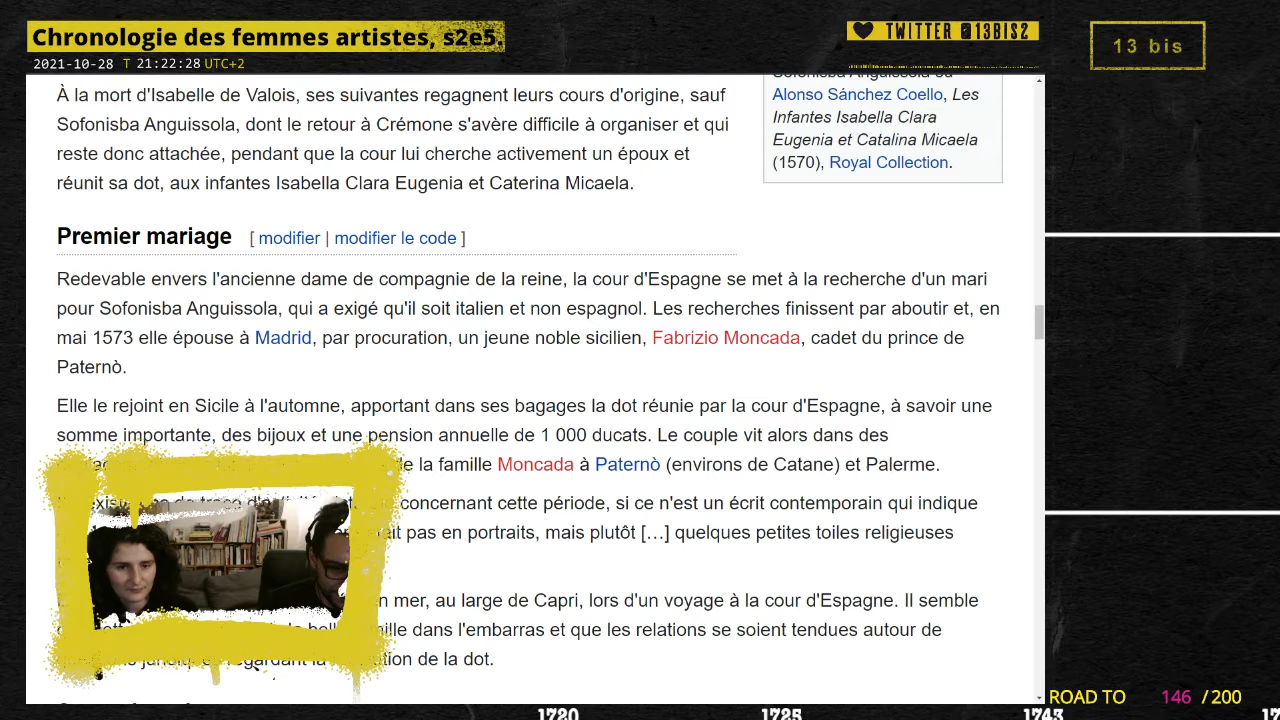 Chronologie des femmes artistes, s2e5
2021-10-28 T 21:22:28 UTC+2
TWITTER @13BIS2
13 bis
À la mort d'Isabelle de Valois, ses suivantes regagnent leurs cours d'origine, sauf
Sofonisba Anguissola, dont le retour à Crémone s'avère difficile à organiser et qui
reste donc attachée, pendant que la cour lui cherche activement un époux et
réunit sa dot, aux infantes Isabella Clara Eugenia et Caterina Micaela.
Sofonisba Anguissola ou
Alonso Sánchez Coello, Les
Infantes Isabella Clara
Eugenia et Catalina Micaela
(1570), Royal Collection.
Premier mariage [ modifier | modifier le code ]
Redevable envers l'ancienne dame de compagnie de la reine, la cour d'Espagne se met à la recherche d'un mari
pour Sofonisba Anguissola, qui a exigé qu'il soit italien et non espagnol. Les recherches finissent par aboutir et, en
mai 1573 elle épouse à Madrid, par procuration, un jeune noble sicilien, Fabrizio Moncada, cadet du prince de
Paternò.
Elle le rejoint en Sicile à l'automne, apportant dans ses bagages la dot réunie par la cour d'Espagne, à savoir une
somme importante, des bijoux et une pension annuelle de 1 000 ducats. Le couple vit alors dans des
de la famille Moncada à Paternò (environs de Catane) et Palerme.
concernant cette période, si ce n'est un écrit contemporain qui indique
pas en portraits, mais plutôt […] quelques petites toiles religieuses
en mer, au large de Capri, lors d'un voyage à la cour d'Espagne. Il semble
dans l'embarras et que les relations se soient tendues autour de
regardant la
de la dot.
ROAD TO 146 / 200
1720 1725 1743